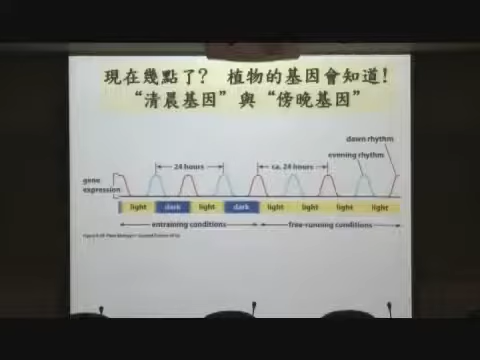 現在幾點了? 植物的基因會知道!
“清晨基因” 與 “傍晚基因”
dawn rhythm
24 hours
ca. 24 hours
evening rhythm
gene
expression
light
dark
light
dark
light
light
light
light
entraining conditions
free-running conditions